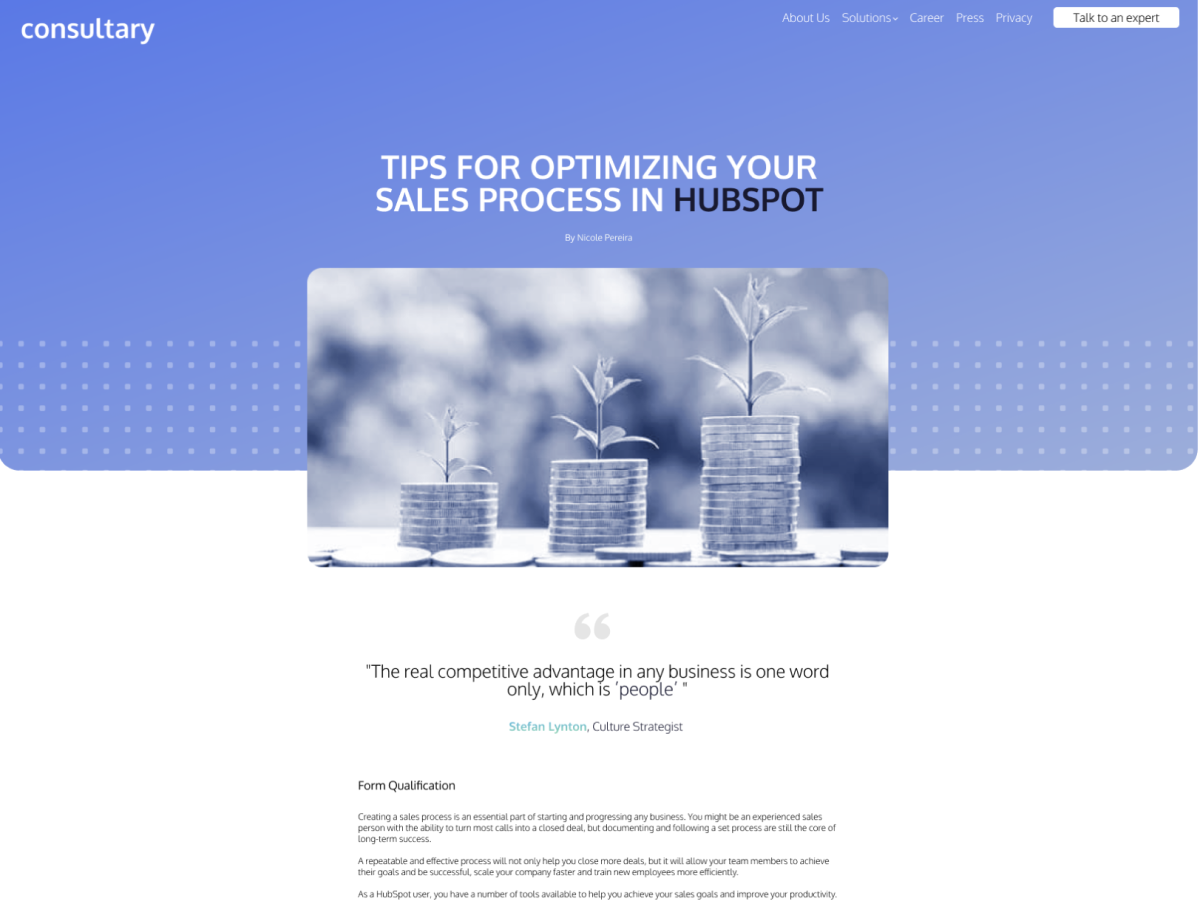 consultary
About Us Solutions Career Press Privacy Talk to an expert
TIPS FOR OPTIMIZING YOUR
SALES PROCESS IN HUBSPOT
By Nicole Pereira
"The real competitive advantage in any business is one word
only, which is ‘people’ "
Stefan Lynton, Culture Strategist
Form Qualification
Creating a sales process is an essential part of starting and progressing any business. You might be an experienced sales
person with the ability to turn most calls into a closed deal, but documenting and following a set process are still the core of
long-term success.
A repeatable and effective process will not only help you close more deals, but it will allow your team members to achieve
their goals and be successful, scale your company faster and train new employees more efficiently.
As a HubSpot user, you have a number of tools available to help you achieve your sales goals and improve your productivity.